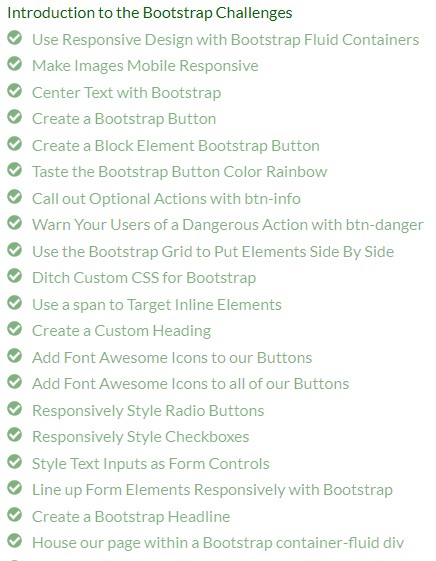 Introduction to the Bootstrap Challenges
Use Responsive Design with Bootstrap Fluid Containers
Make Images Mobile Responsive
Center Text with Bootstrap
Create a Bootstrap Button
Create a Block Element Bootstrap Button
Taste the Bootstrap Button Color Rainbow
Call out Optional Actions with btn-info
Warn Your Users of a Dangerous Action with btn-danger
Use the Bootstrap Grid to Put Elements Side By Side
Ditch Custom CSS for Bootstrap
Use a span to Target Inline Elements
Create a Custom Heading
Add Font Awesome Icons to our Buttons
Add Font Awesome Icons to all of our Buttons
Responsively Style Radio Buttons
Responsively Style Checkboxes
Style Text Inputs as Form Controls
Line up Form Elements Responsively with Bootstrap
Create a Bootstrap Headline
House our page within a Bootstrap container-fluid div